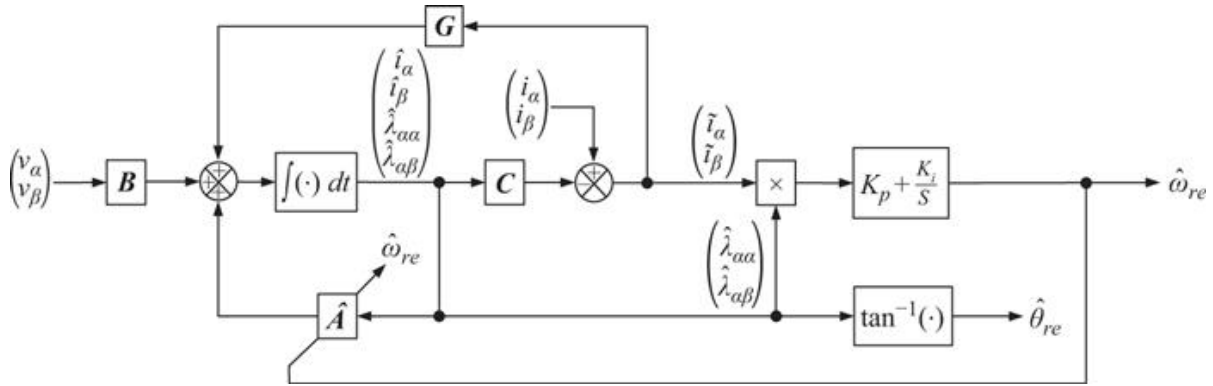 G
î_α
î_β
λ̂_αα
λ̂_αβ
i_α
i_β
ĩ_α
ĩ_β
v_α
v_β
B
+
+
+
∫(·) dt
C
+
−
×
K_p + K_i/S
ω̂_re
λ̂_αα
λ̂_αβ
ω̂_re
Â
tan⁻¹(·)
θ̂_re